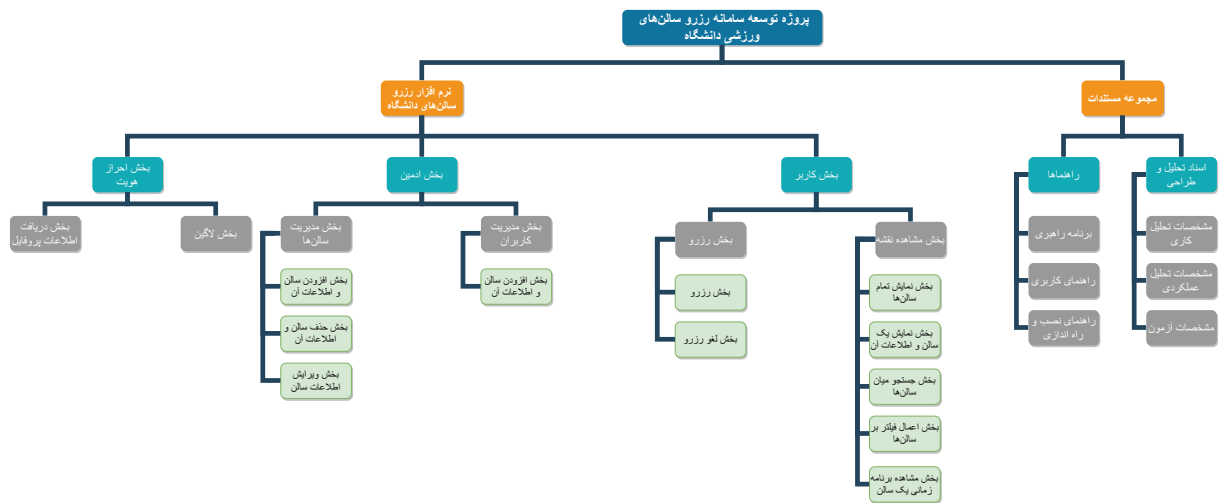 پروژه توسعه سامانه رزرو سالن‌های
ورزشی دانشگاه
مجموعه مستندات
نرم افزار رزرو
سالن‌های دانشگاه
اسناد تحلیل و
طراحی
راهنماها
بخش کاربر
بخش ادمین
بخش احراز
هویت
مشخصات تحلیل
کاری
مشخصات تحلیل
عملکردی
مشخصات آزمون
برنامه راهبری
راهنمای کاربری
راهنمای نصب و
راه اندازی
بخش مشاهده نقشه
بخش نمایش تمام
سالن‌ها
بخش نمایش یک
سالن و اطلاعات آن
بخش جستجو میان
سالن‌ها
بخش اعمال فیلتر بر
سالن‌ها
بخش مشاهده برنامه
زمانی یک سالن
بخش رزرو
بخش رزرو
بخش لغو رزرو
بخش مدیریت
کاربران
بخش افزودن سالن
و اطلاعات آن
بخش مدیریت
سالن‌ها
بخش افزودن سالن
و اطلاعات آن
بخش حذف سالن و
اطلاعات آن
بخش ویرایش
اطلاعات سالن
بخش لاگین
بخش دریافت
اطلاعات پروفایل